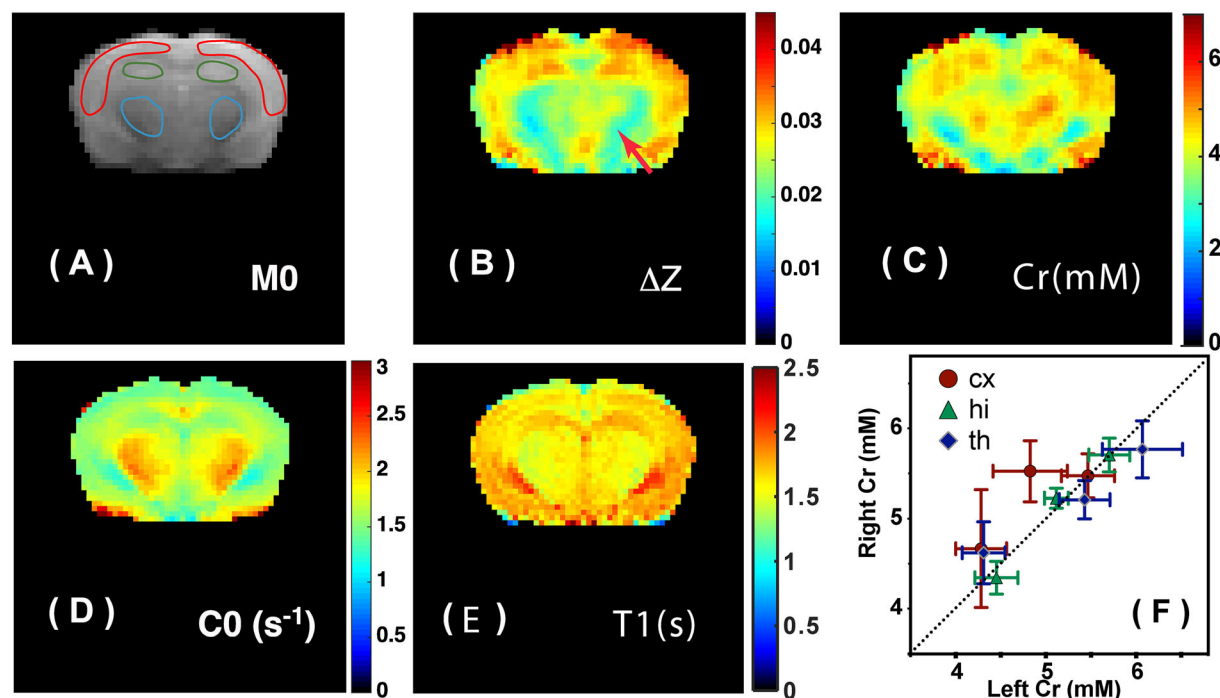 ( A )
M0
( B )
ΔZ
0.04
0.03
0.02
0.01
0
( C )
Cr(mM)
6
4
2
0
( D )
C0 (s⁻¹)
3
2.5
2
1.5
1
0.5
0
( E )
T1(s)
2.5
2
1.5
1
0.5
0
cx
hi
th
Right Cr (mM)
6
5
4
( F )
4 5 6
Left Cr (mM)